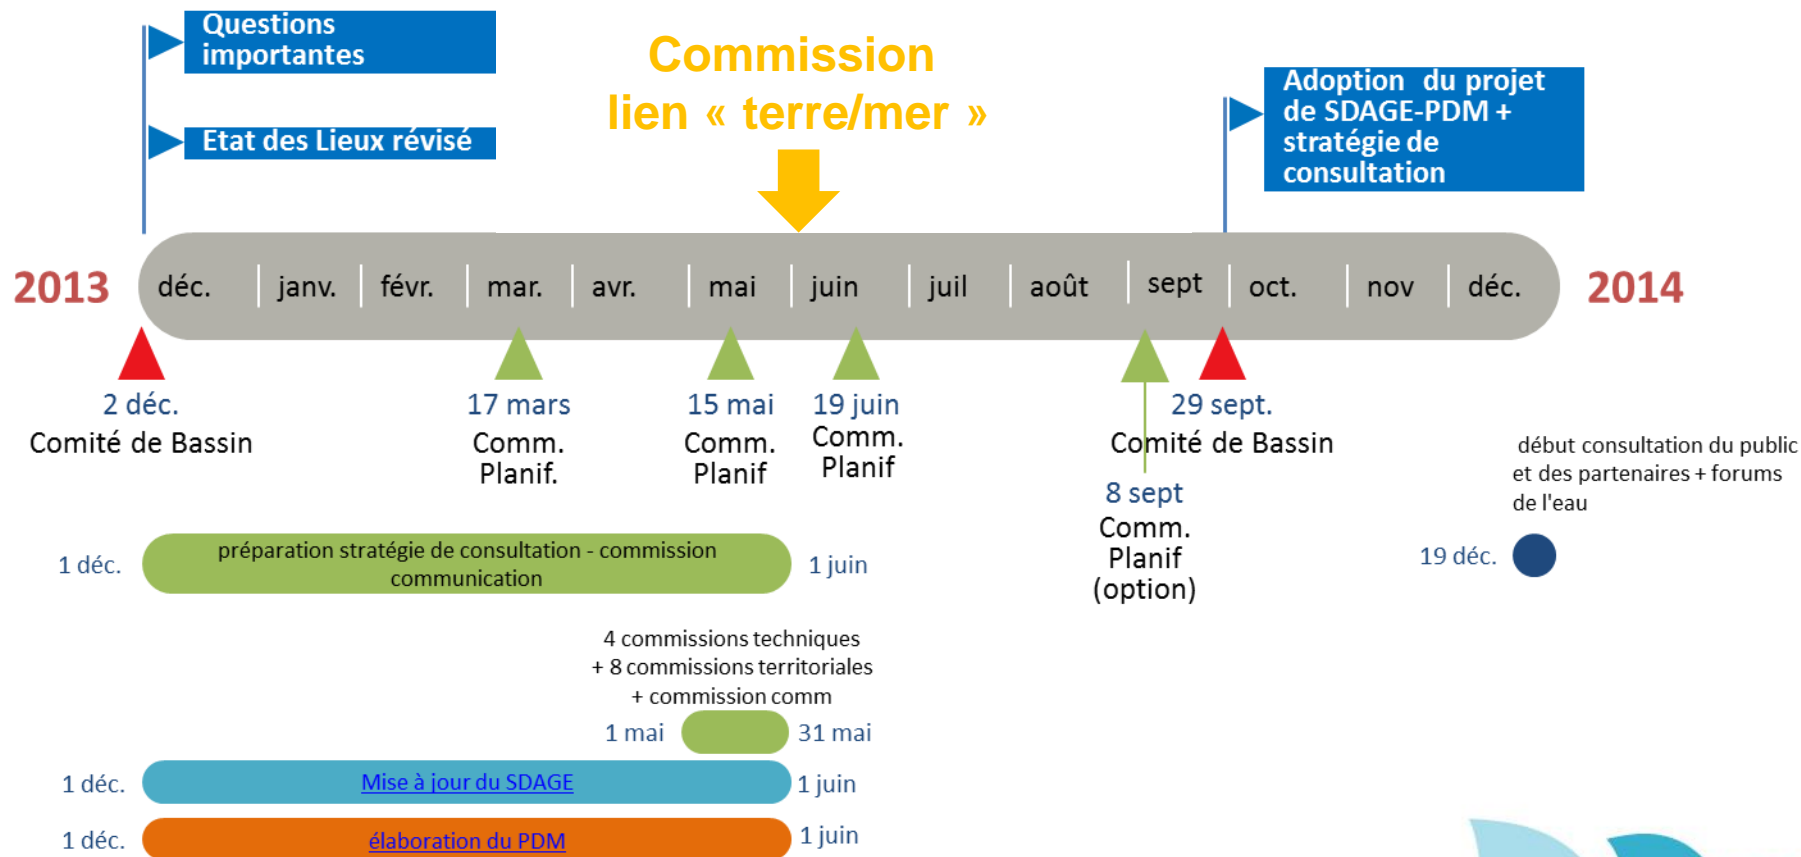 Questions
importantes
Etat des Lieux révisé
Commission
lien « terre/mer »
Adoption du projet
de SDAGE-PDM +
stratégie de
consultation
2013
déc.
janv.
févr.
mar.
avr.
mai
juin
juil
août
sept
oct.
nov
déc.
2014
2 déc.
Comité de Bassin
17 mars
Comm.
Planif.
15 mai
Comm.
Planif
19 juin
Comm.
Planif
29 sept.
Comité de Bassin
8 sept
Comm.
Planif
(option)
début consultation du public
et des partenaires + forums
de l'eau
19 déc.
1 déc.
préparation stratégie de consultation - commission
communication
1 juin
4 commissions techniques
+ 8 commissions territoriales
+ commission comm
1 mai
31 mai
1 déc.
Mise à jour du SDAGE
1 juin
1 déc.
élaboration du PDM
1 juin